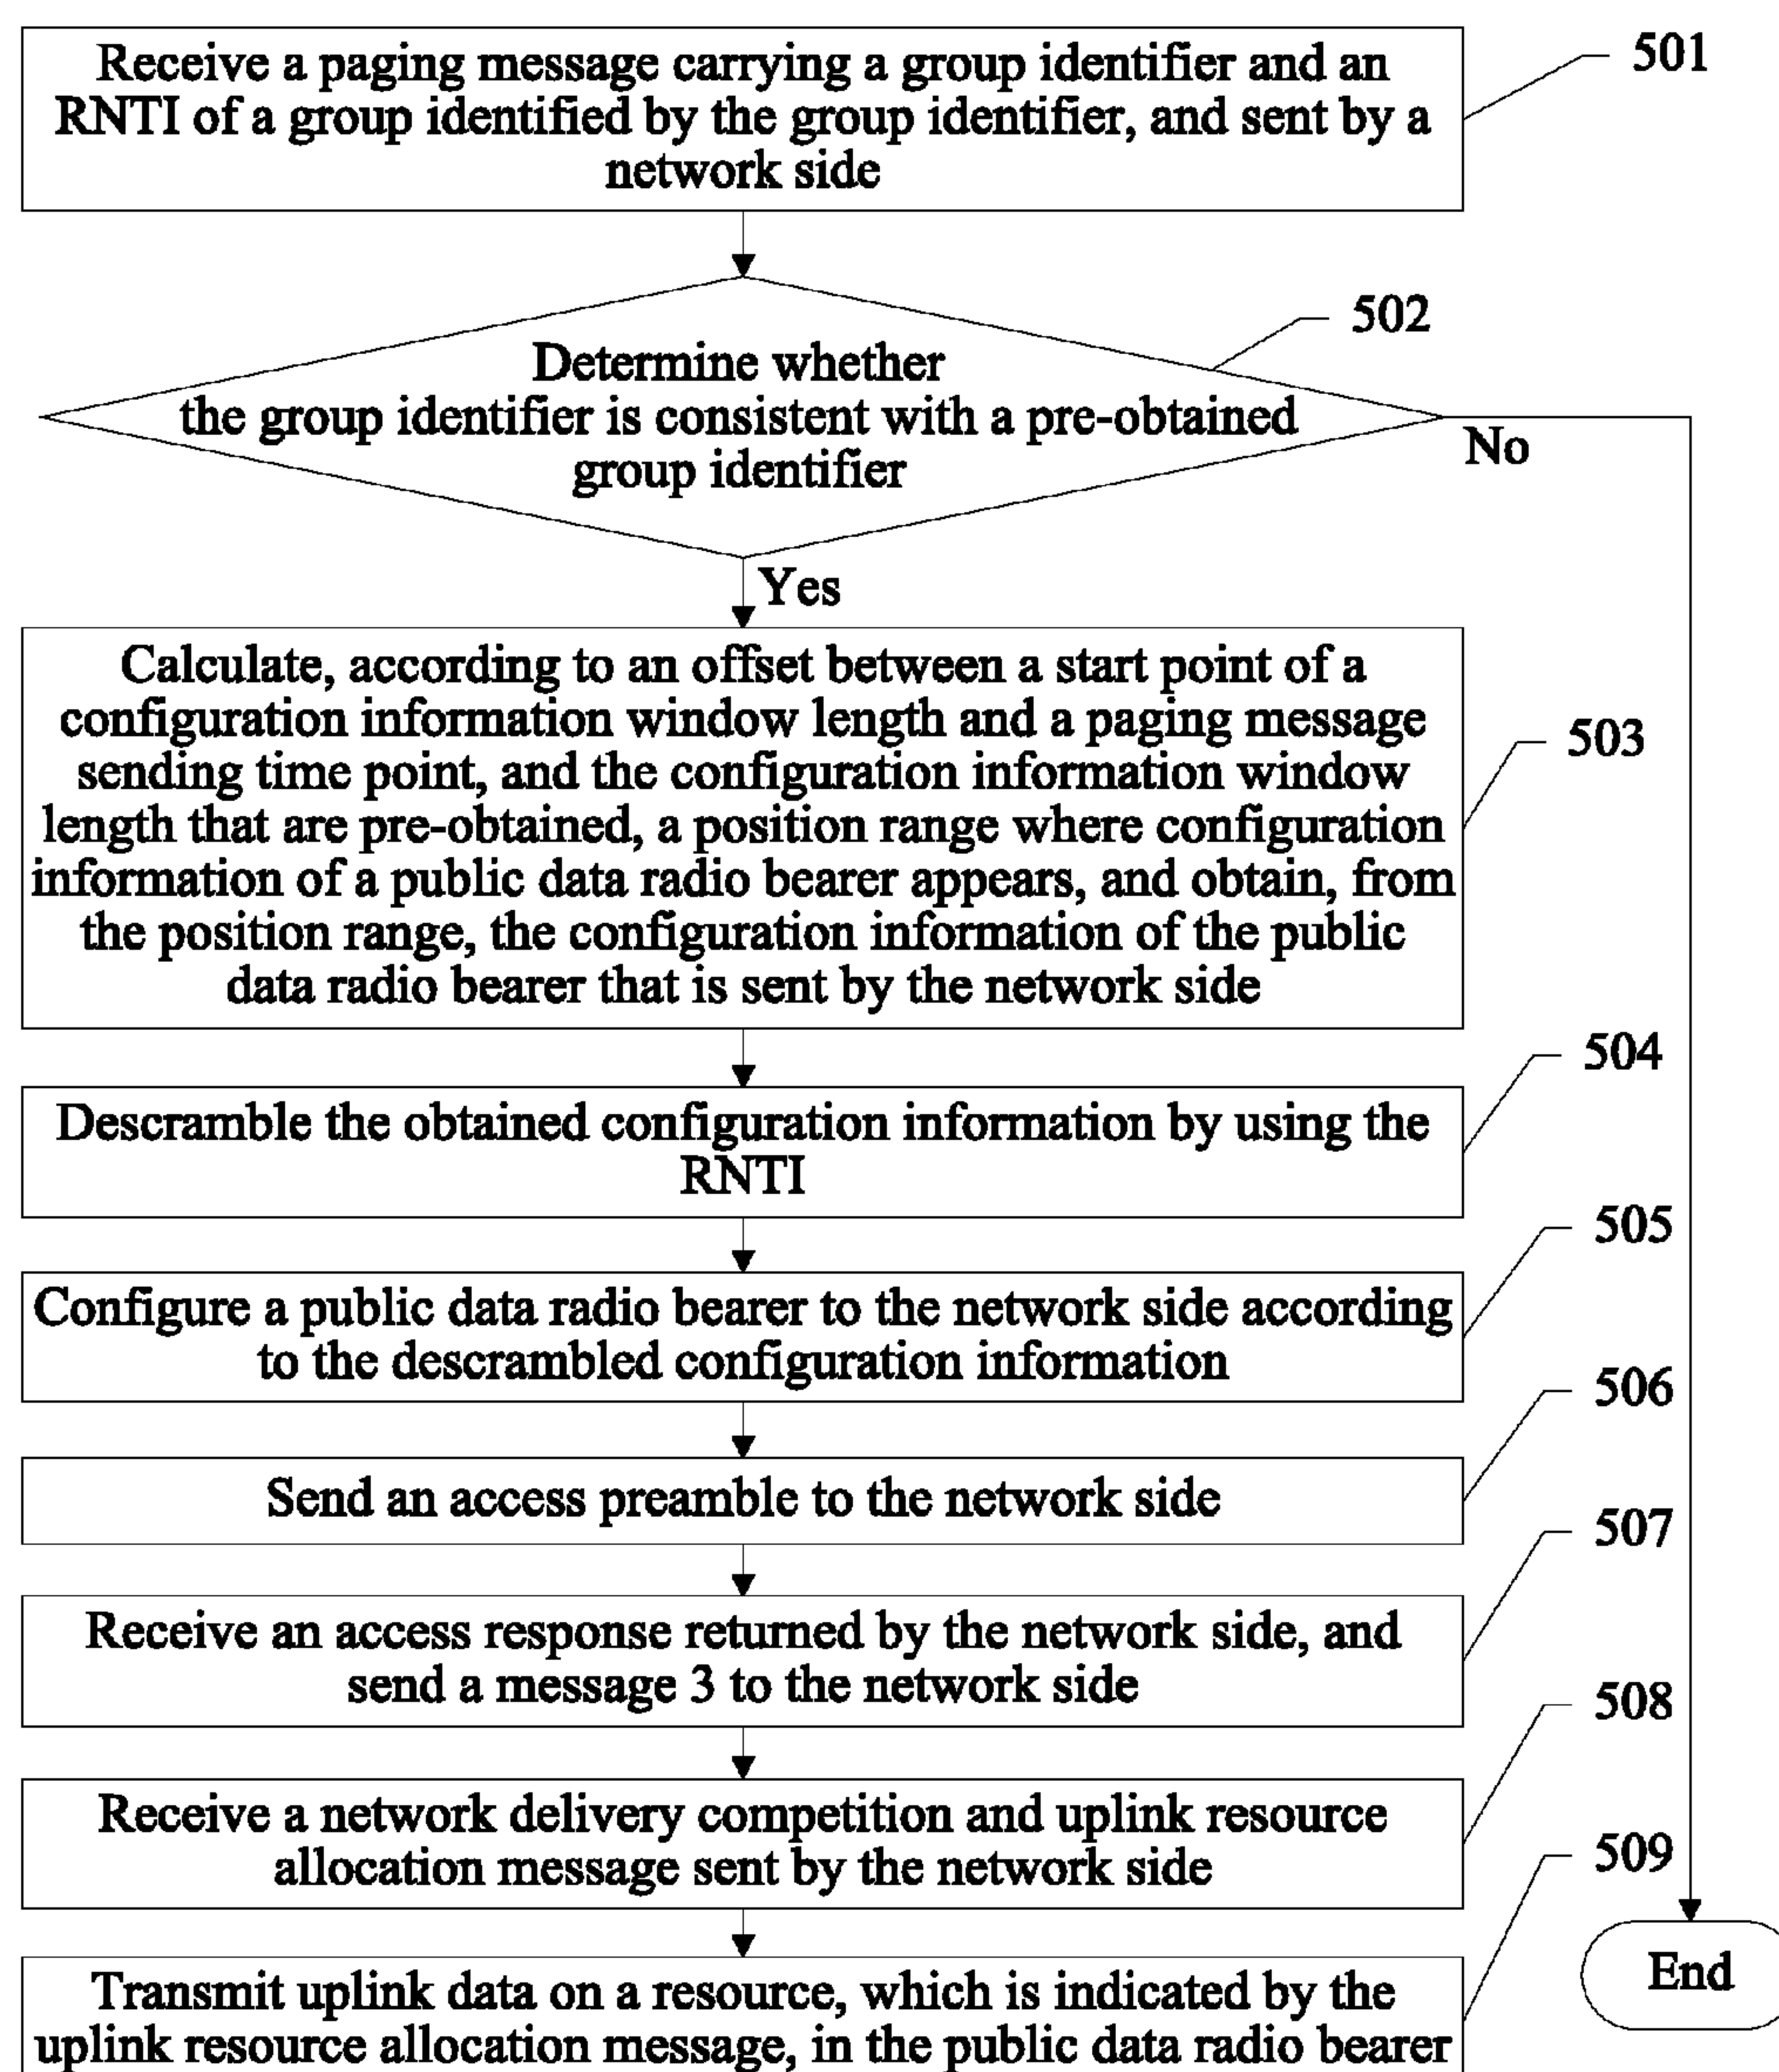 Receive a paging message carrying a group identifier and an
RNTI of a group identified by the group identifier, and sent by a
network side
501
502
Determine whether
the group identifier is consistent with a pre-obtained
group identifier
No
Yes
Calculate, according to an offset between a start point of a
configuration information window length and a paging message
sending time point, and the configuration information window
length that are pre-obtained, a position range where configuration
information of a public data radio bearer appears, and obtain, from
the position range, the configuration information of the public
data radio bearer that is sent by the network side
503
Descramble the obtained configuration information by using the
RNTI
504
Configure a public data radio bearer to the network side according
to the descrambled configuration information
505
Send an access preamble to the network side
506
Receive an access response returned by the network side, and
send a message 3 to the network side
507
Receive a network delivery competition and uplink resource
allocation message sent by the network side
508
Transmit uplink data on a resource, which is indicated by the
uplink resource allocation message, in the public data radio bearer
509
End